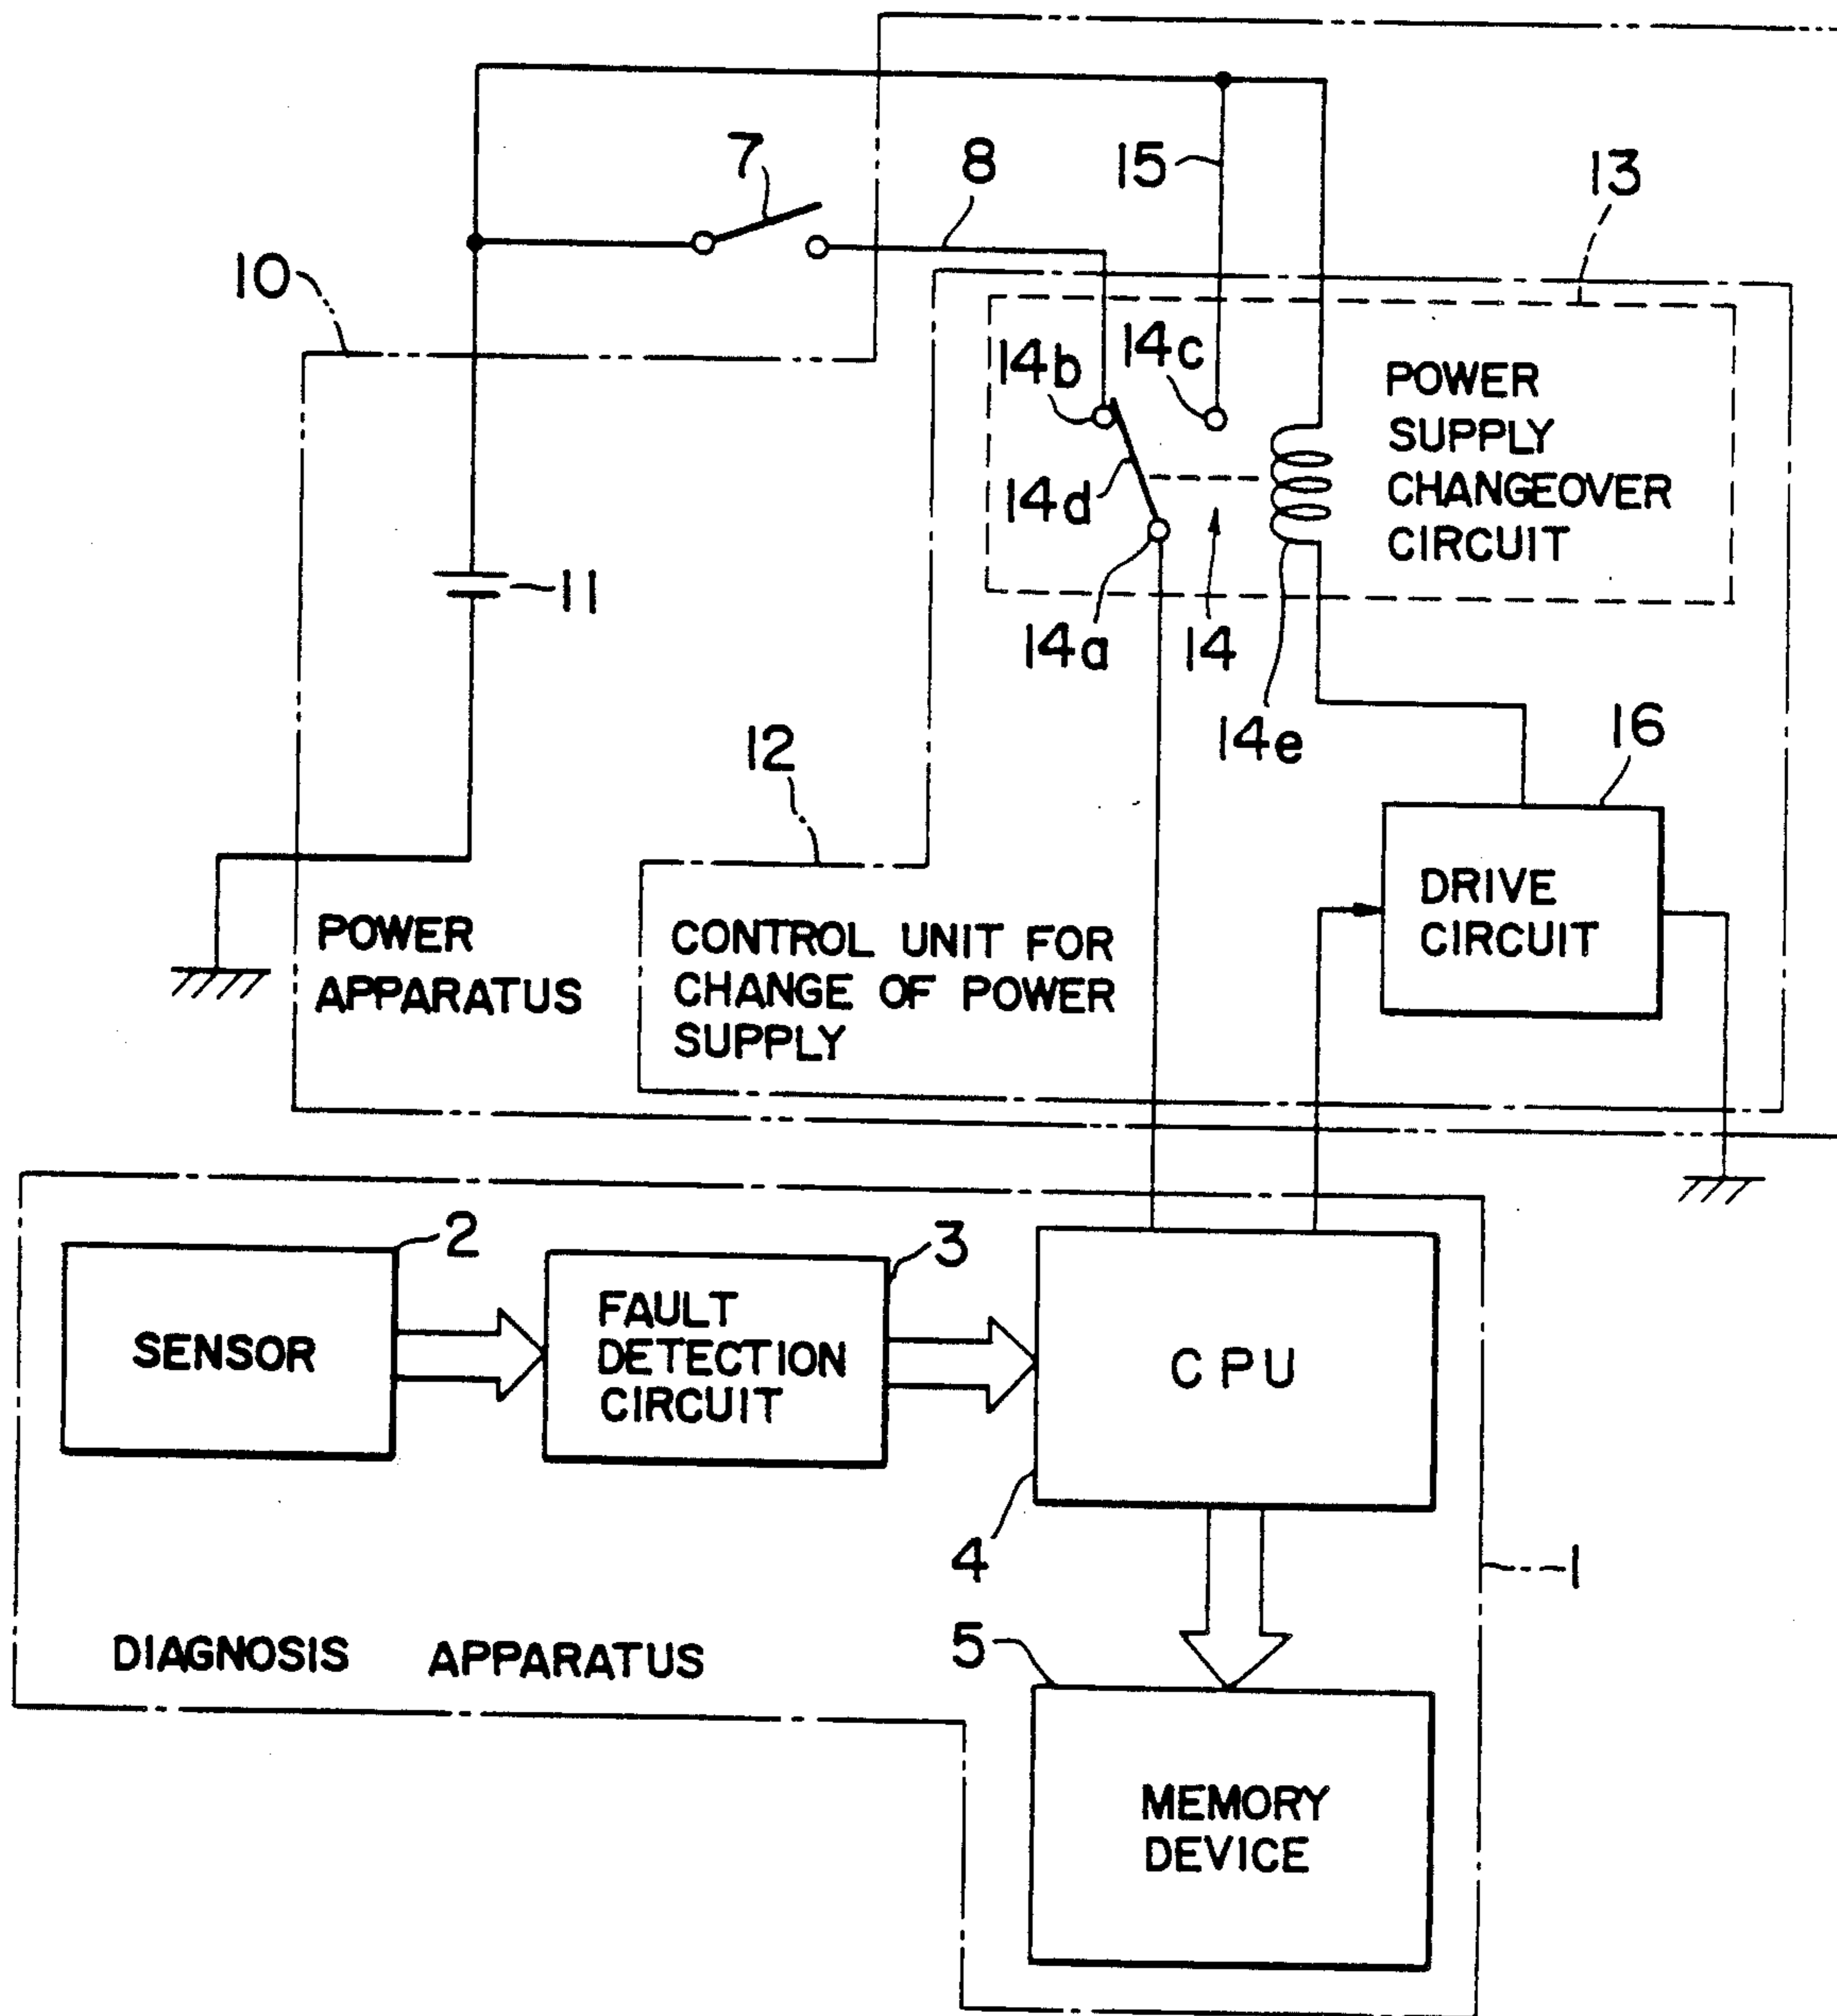 7
8
15
13
10
14b
14c
POWER
SUPPLY
CHANGEOVER
CIRCUIT
14d
11
14a
14
14e
12
16
DRIVE
CIRCUIT
POWER
APPARATUS
CONTROL UNIT FOR
CHANGE OF POWER
SUPPLY
2
3
SENSOR
FAULT
DETECTION
CIRCUIT
CPU
4
1
DIAGNOSIS APPARATUS
5
MEMORY
DEVICE